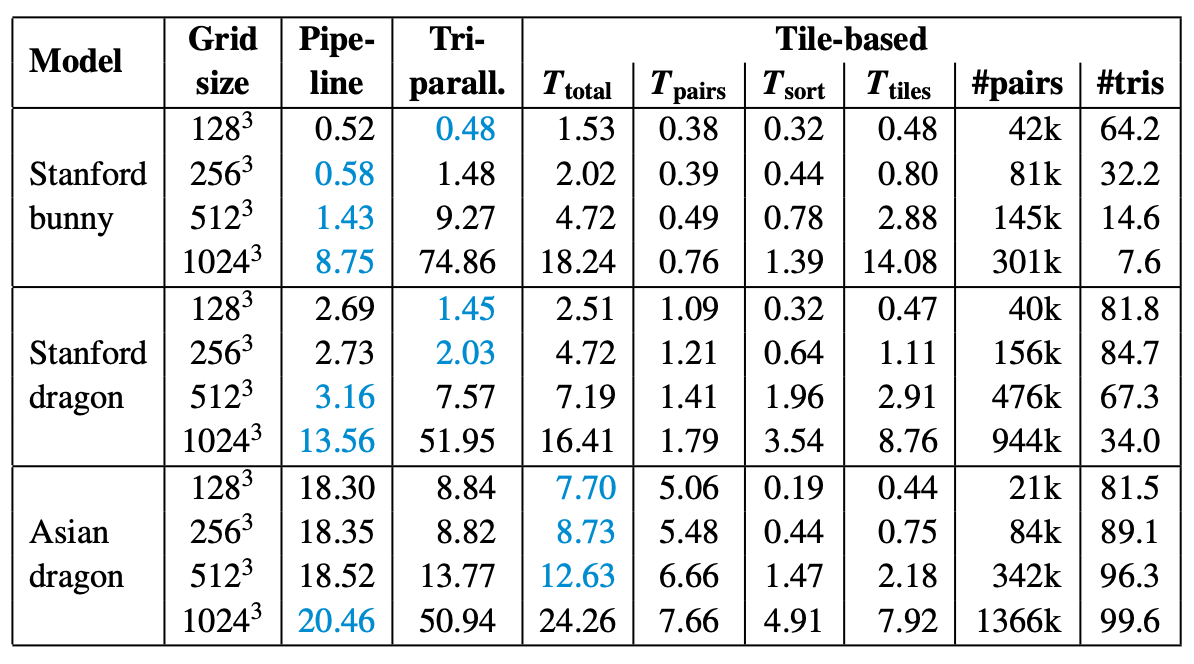 Model Grid size Pipe-line Tri-parall. Tile-based
T_total T_pairs T_sort T_tiles #pairs #tris
128³ 0.52 0.48 1.53 0.38 0.32 0.48 42k 64.2
Stanford 256³ 0.58 1.48 2.02 0.39 0.44 0.80 81k 32.2
bunny 512³ 1.43 9.27 4.72 0.49 0.78 2.88 145k 14.6
1024³ 8.75 74.86 18.24 0.76 1.39 14.08 301k 7.6
128³ 2.69 1.45 2.51 1.09 0.32 0.47 40k 81.8
Stanford 256³ 2.73 2.03 4.72 1.21 0.64 1.11 156k 84.7
dragon 512³ 3.16 7.57 7.19 1.41 1.96 2.91 476k 67.3
1024³ 13.56 51.95 16.41 1.79 3.54 8.76 944k 34.0
128³ 18.30 8.84 7.70 5.06 0.19 0.44 21k 81.5
Asian 256³ 18.35 8.82 8.73 5.48 0.44 0.75 84k 89.1
dragon 512³ 18.52 13.77 12.63 6.66 1.47 2.18 342k 96.3
1024³ 20.46 50.94 24.26 7.66 4.91 7.92 1366k 99.6